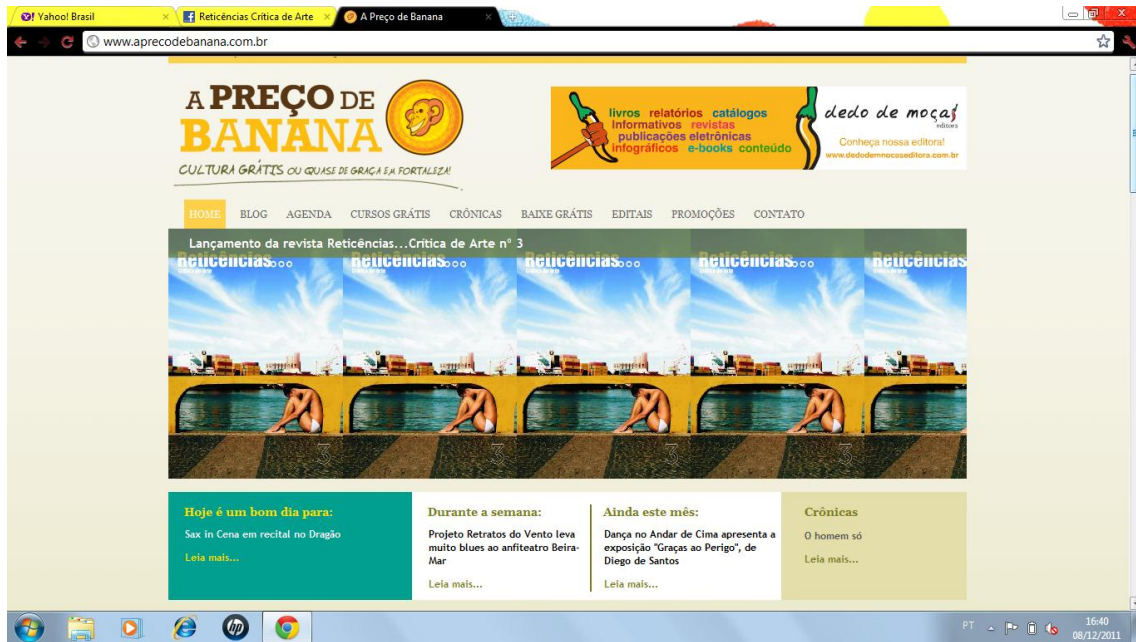 Yahoo! Brasil
Reticências Crítica de Arte
A Preço de Banana
www.aprecodebanana.com.br
A PREÇO DE
BANANA
CULTURA GRÁTIS OU QUASE DE GRAÇA EM FORTALEZA!
livros relatórios catálogos
Informativos revistas
publicações eletrônicas
infográficos e-books conteúdo
dedo de moças
editora
Conheça nossa editora!
www.dedodemnocaseditora.com.br
HOME BLOG AGENDA CURSOS GRÁTIS CRÔNICAS BAIXE GRÁTIS EDITAIS PROMOÇÕES CONTATO
Lançamento da revista Reticências...Crítica de Arte nº 3
Reticências... Reticências... Reticências... Reticências... Reticências
3 3 3 3
Hoje é um bom dia para:
Sax in Cena em recital no Dragão
Leia mais...
Durante a semana:
Projeto Retratos do Vento leva
muito blues ao anfiteatro Beira-
Mar
Leia mais...
Ainda este mês:
Dança no Andar de Cima apresenta a
exposição "Graças ao Perigo", de
Diego de Santos
Leia mais...
Crônicas
O homem só
Leia mais...
hp
PT
16:40
08/12/2011